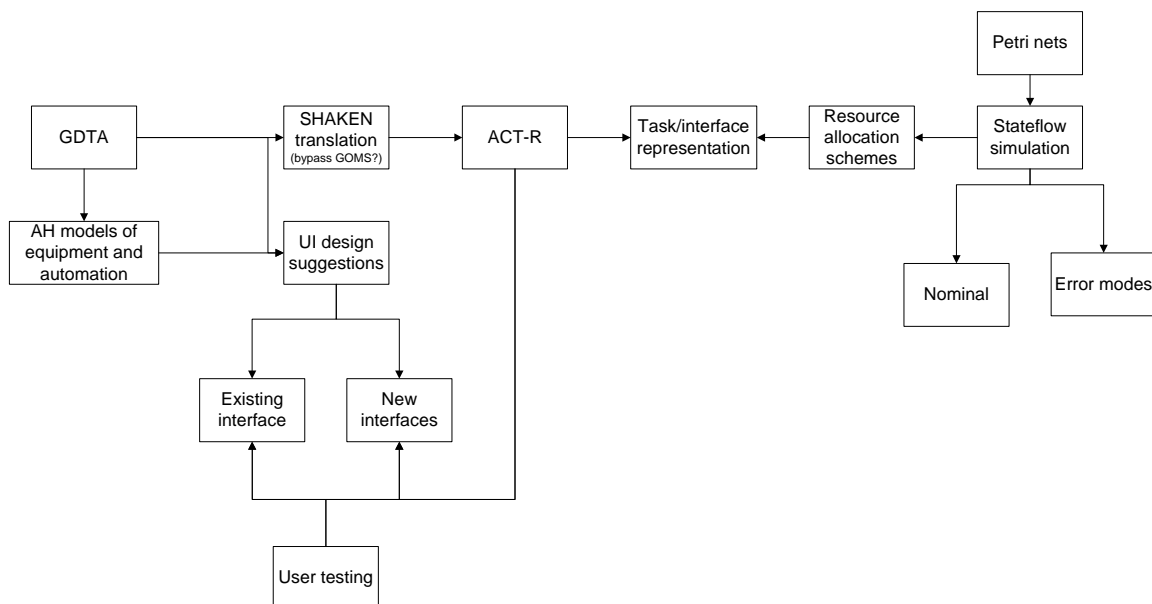 Petri nets
GDTA
SHAKEN
translation
(bypass GOMS?)
ACT-R
Task/interface
representation
Resource
allocation
schemes
Stateflow
simulation
AH models of
equipment and
automation
UI design
suggestions
Nominal
Error modes
Existing
interface
New
interfaces
User testing